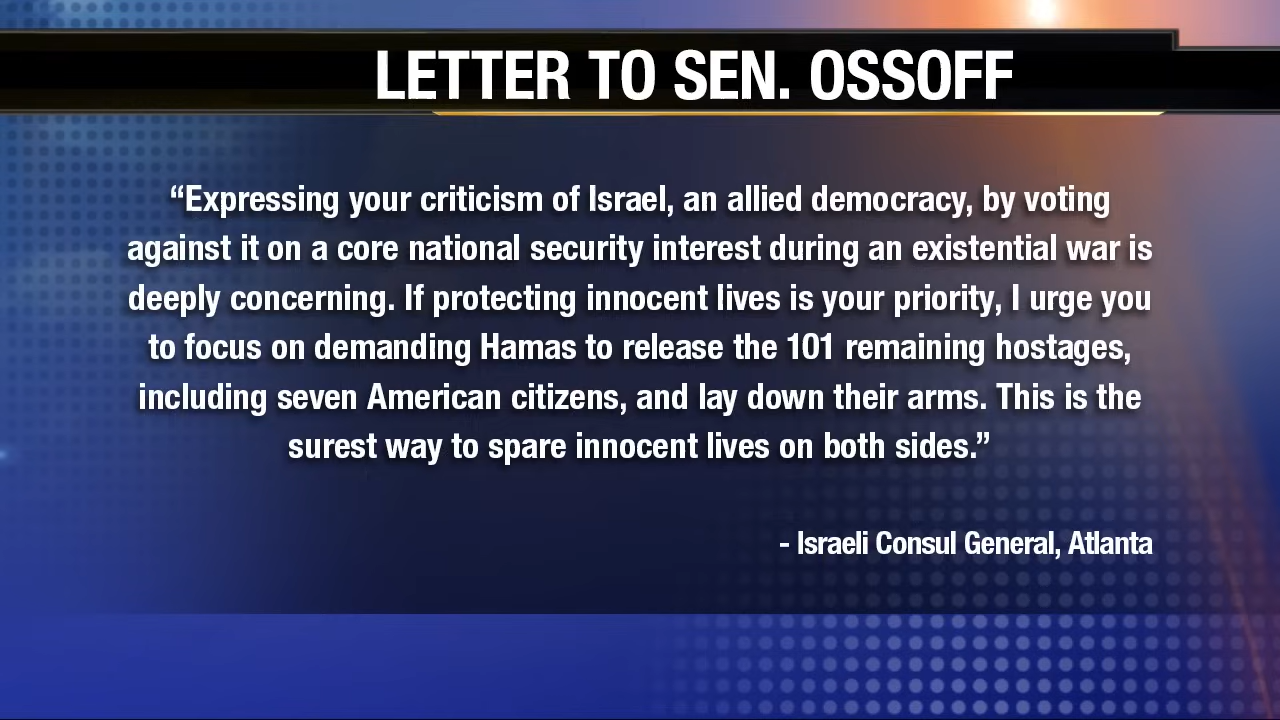 LETTER TO SEN. OSSOFF
“Expressing your criticism of Israel, an allied democracy, by voting
against it on a core national security interest during an existential war is
deeply concerning. If protecting innocent lives is your priority, I urge you
to focus on demanding Hamas to release the 101 remaining hostages,
including seven American citizens, and lay down their arms. This is the
surest way to spare innocent lives on both sides.”
- Israeli Consul General, Atlanta